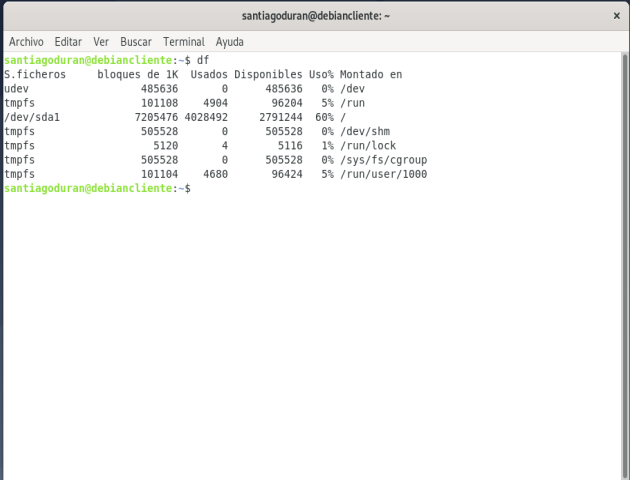 santiagoduran@debiancliente: ~
×
Archivo Editar Ver Buscar Terminal Ayuda
santiagoduran@debiancliente:~$ df
S.ficheros     bloques de 1K  Usados Disponibles Uso% Montado en
udev                  485636       0      485636   0% /dev
tmpfs                 101108    4904       96204   5% /run
/dev/sda1            7205476 4028492     2791244  60% /
tmpfs                 505528       0      505528   0% /dev/shm
tmpfs                   5120       4        5116   1% /run/lock
tmpfs                 505528       0      505528   0% /sys/fs/cgroup
tmpfs                 101104    4680       96424   5% /run/user/1000
santiagoduran@debiancliente:~$